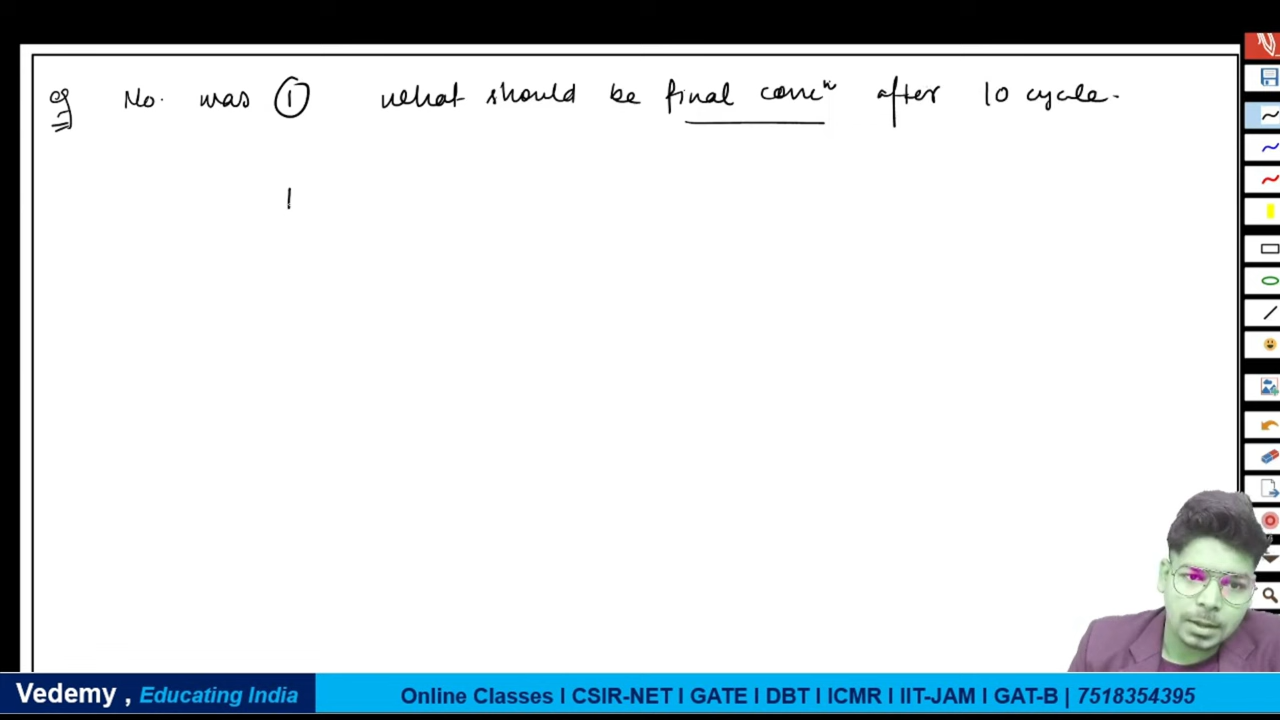 eg No. was 1 what should be final concⁿ after 10 cycle.
1
Vedemy , Educating India
Online Classes I CSIR-NET I GATE I DBT I ICMR I IIT-JAM I GAT-B | 7518354395